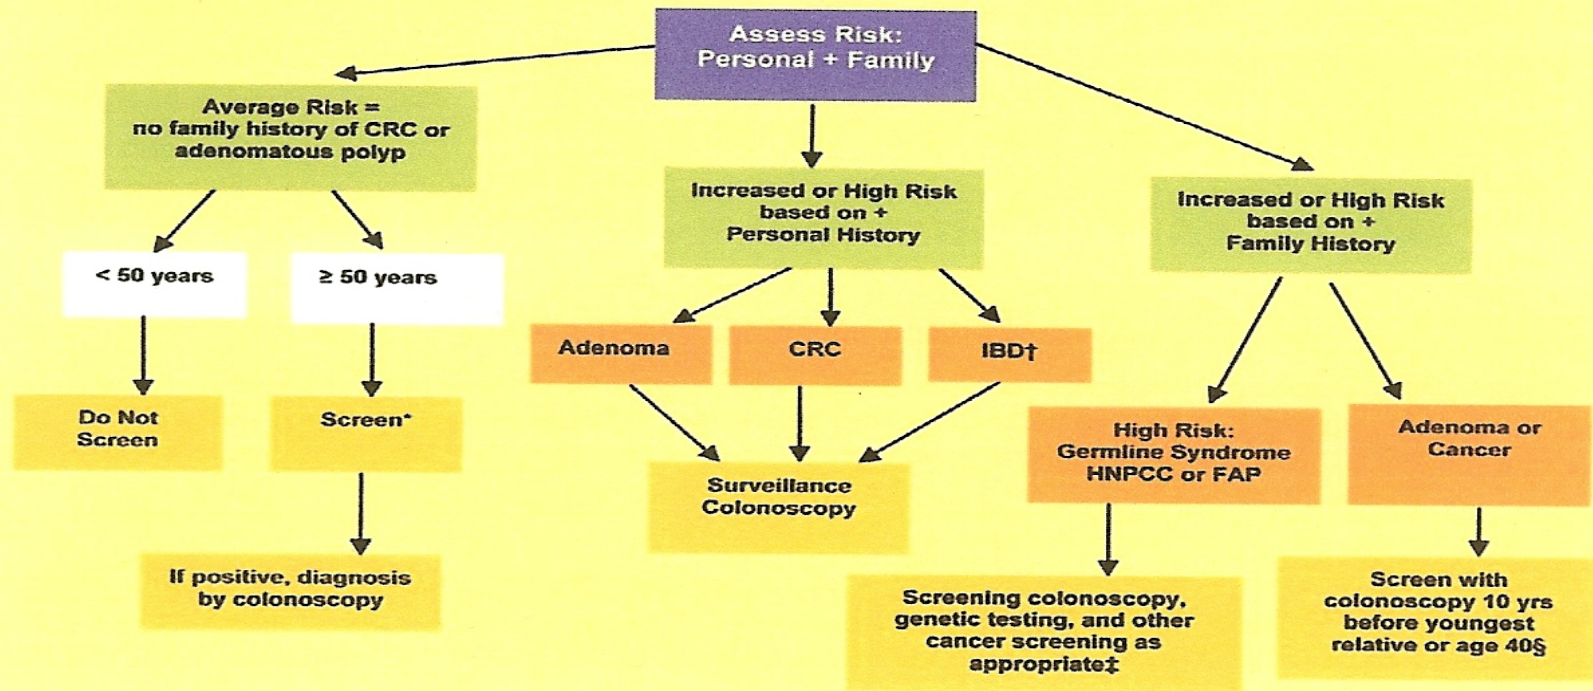 Assess Risk:
Personal + Family
Average Risk =
no family history of CRC or
adenomatous polyp
< 50 years
≥ 50 years
Do Not
Screen
Screen*
If positive, diagnosis
by colonoscopy
Increased or High Risk
based on +
Personal History
Adenoma
CRC
IBD†
Surveillance
Colonoscopy
Increased or High Risk
based on +
Family History
High Risk:
Germline Syndrome
HNPCC or FAP
Adenoma or
Cancer
Screening colonoscopy,
genetic testing, and other
cancer screening as
appropriate‡
Screen with
colonoscopy 10 yrs
before youngest
relative or age 40§